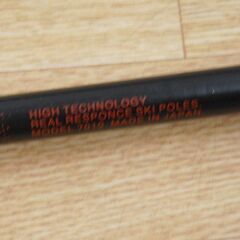 HIGH TECHNOLOGY
REAL RESPONCE SKI POLES.
MODEL 7010 MADE IN JAPAN